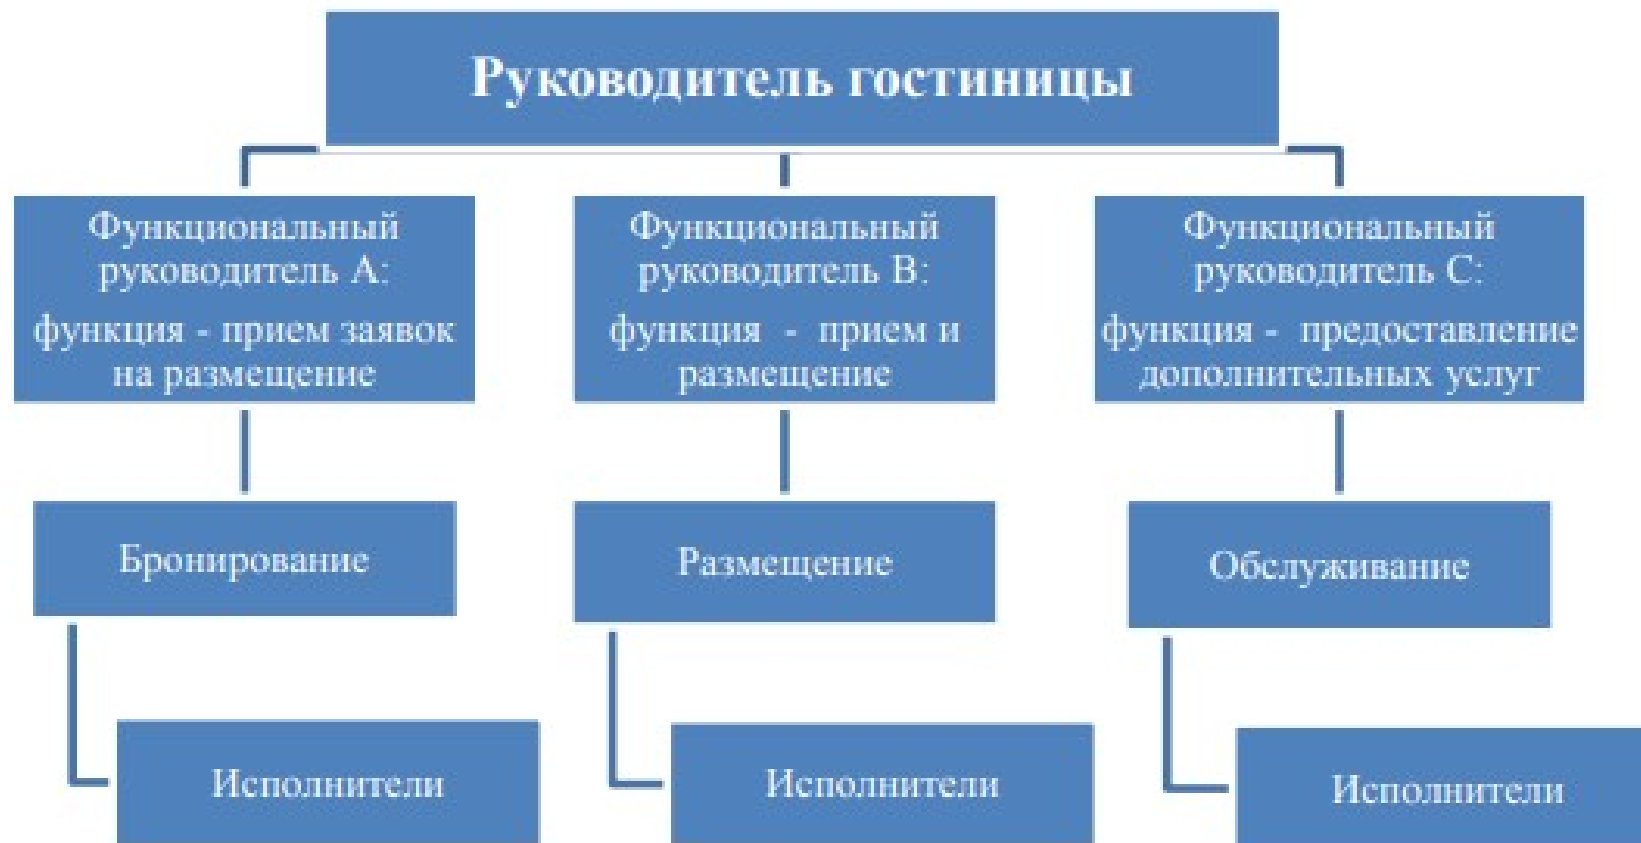 Руководитель гостиницы
Функциональный
руководитель А:
функция - прием заявок
на размещение
Функциональный
руководитель В:
функция - прием и
размещение
Функциональный
руководитель С:
функция - предоставление
дополнительных услуг
Бронирование
Размещение
Обслуживание
Исполнители
Исполнители
Исполнители